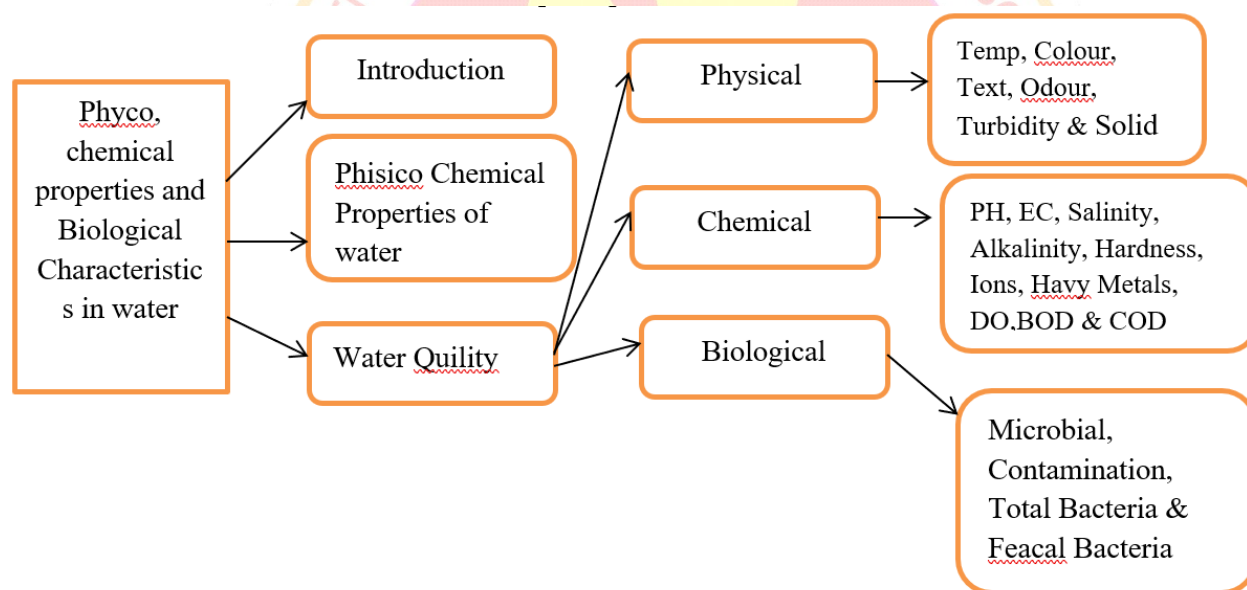 Phyco,
chemical
properties and
Biological
Characteristic
s in water
Introduction
Phisico Chemical
Properties of
water
Water Quility
Physical
Chemical
Biological
Temp, Colour,
Text, Odour,
Turbidity & Solid
PH, EC, Salinity,
Alkalinity, Hardness,
Ions, Havy Metals,
DO,BOD & COD
Microbial,
Contamination,
Total Bacteria &
Feacal Bacteria